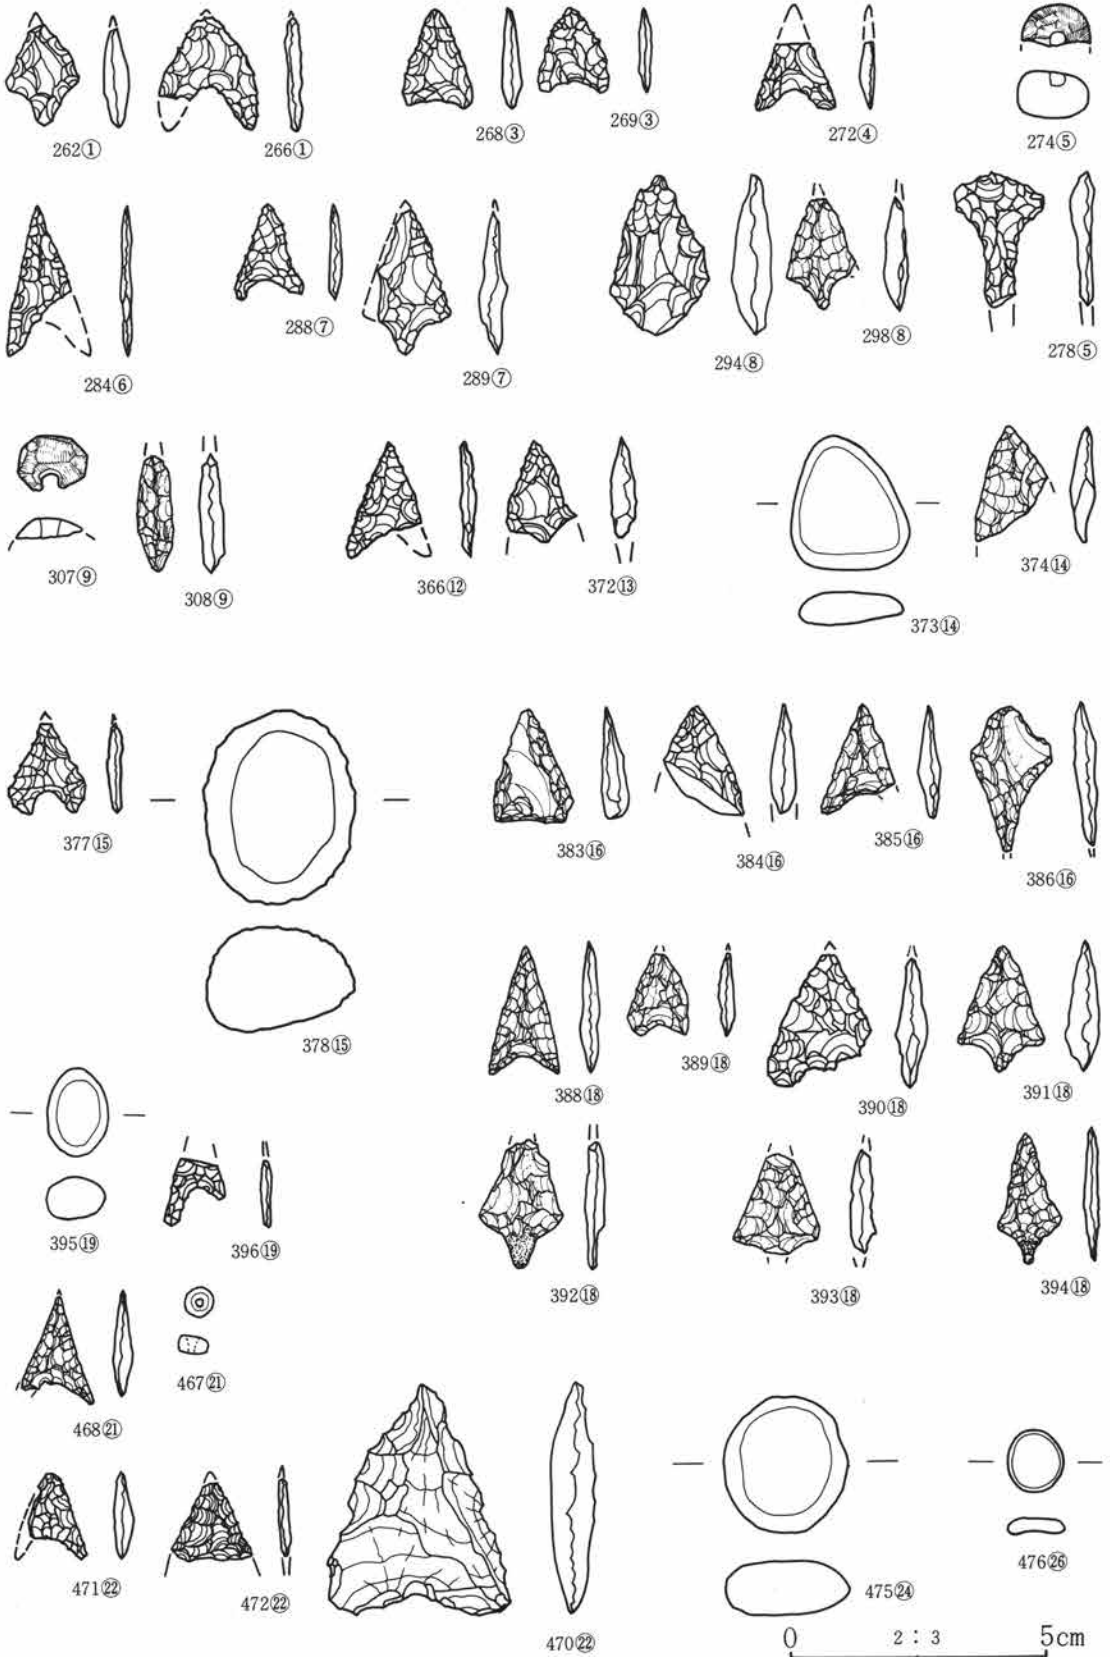 262① 266① 268③ 269③ 272④ 274⑤
284⑥ 288⑦ 289⑦ 294⑧ 298⑧ 278⑤
307⑨ 308⑨ 366⑫ 372⑬ 373⑭ 374⑭
377⑮ 378⑮ 383⑯ 384⑯ 385⑯ 386⑯
388⑱ 389⑱ 390⑱ 391⑱
395⑲ 396⑲ 392⑱ 393⑱ 394⑱
468㉑ 467㉑
471㉒ 472㉒ 470㉒ 475㉔ 476㉖
0 2：3 5cm